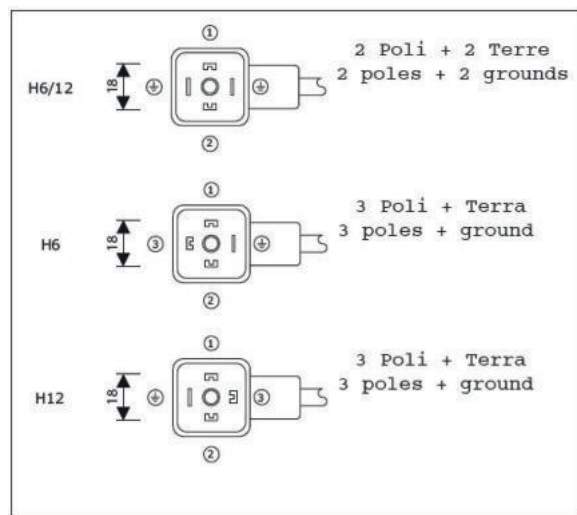 ①
2 Poli + 2 Terre
2 poles + 2 grounds
H6/12
18
②
①
3 Poli + Terra
3 poles + ground
H6
18
③
②
①
3 Poli + Terra
3 poles + ground
H12
18
③
②